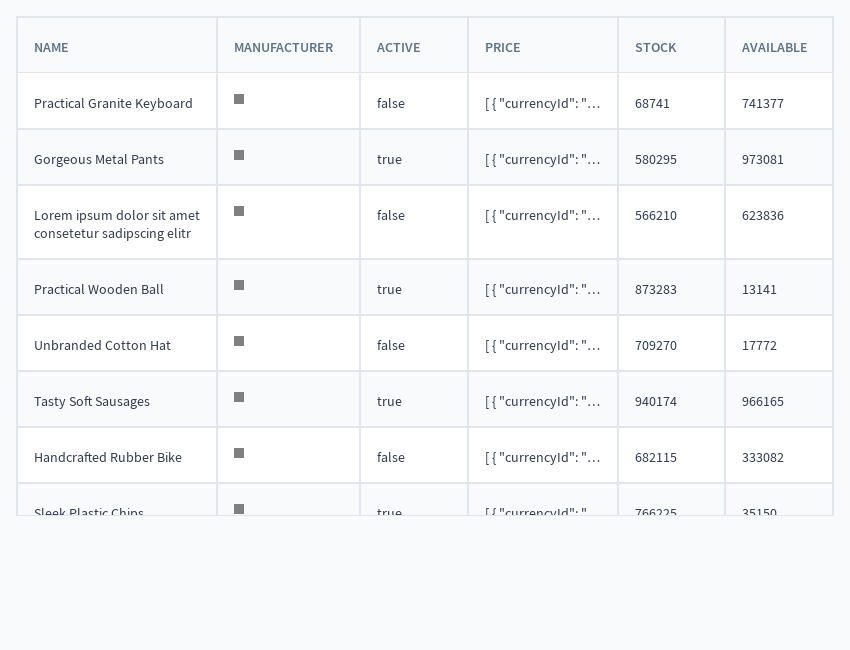 NAME MANUFACTURER ACTIVE PRICE STOCK AVAILABLE
Practical Granite Keyboard false [ { "currencyId": "... 68741 741377
Gorgeous Metal Pants true [ { "currencyId": "... 580295 973081
Lorem ipsum dolor sit amet false [ { "currencyId": "... 566210 623836
consetetur sadipscing elitr
Practical Wooden Ball true [ { "currencyId": "... 873283 13141
Unbranded Cotton Hat false [ { "currencyId": "... 709270 17772
Tasty Soft Sausages true [ { "currencyId": "... 940174 966165
Handcrafted Rubber Bike false [ { "currencyId": "... 682115 333082
Sleek Plastic Chips true [ { "currencyId": "... 766225 35150